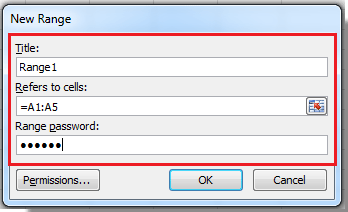 New Range
Title:
Range1
Refers to cells:
=A1:A5
Range password:
●●●●●●
Permissions...
OK
Cancel